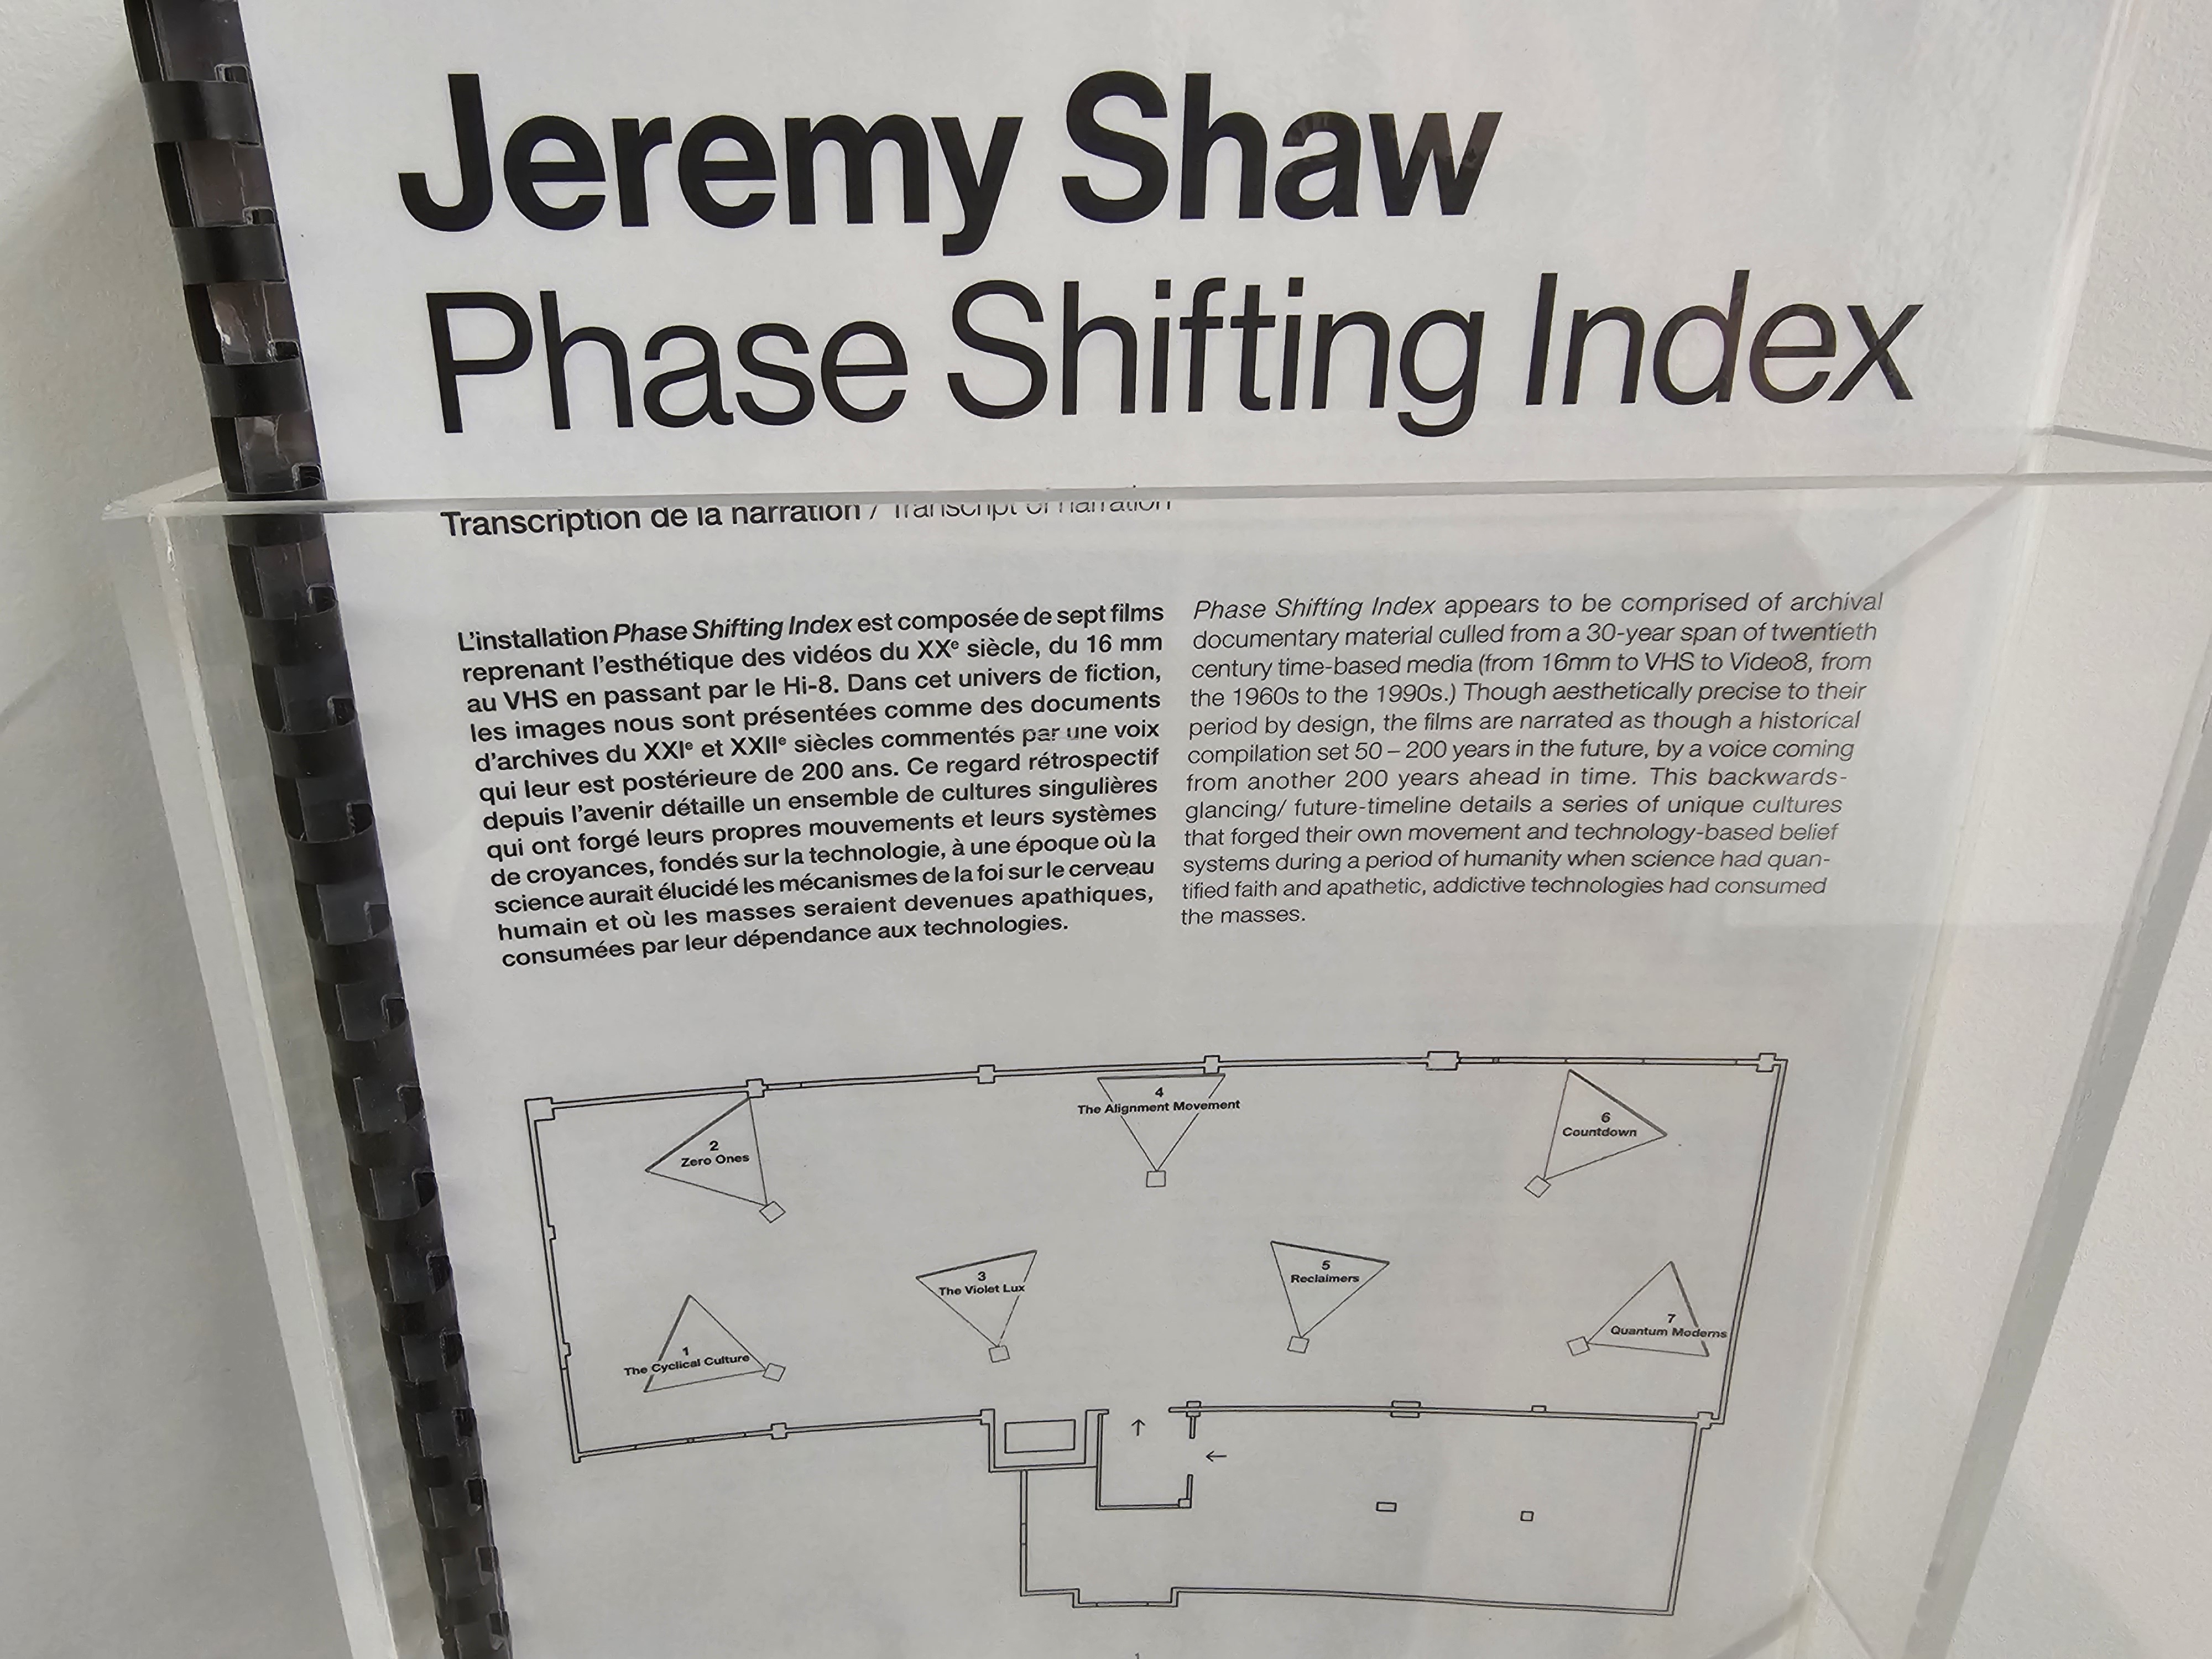 Jeremy Shaw
Phase Shifting Index
Transcription de la narration / Transcript of narration
L'installation Phase Shifting Index est composée de sept films
reprenant l'esthétique des vidéos du XXe siècle, du 16 mm
au VHS en passant par le Hi-8. Dans cet univers de fiction,
les images nous sont présentées comme des documents
d'archives du XXIe et XXIIe siècles commentés par une voix
qui leur est postérieure de 200 ans. Ce regard rétrospectif
depuis l'avenir détaille un ensemble de cultures singulières
qui ont forgé leurs propres mouvements et leurs systèmes
de croyances, fondés sur la technologie, à une époque où la
science aurait élucidé les mécanismes de la foi sur le cerveau
humain et où les masses seraient devenues apathiques,
consumées par leur dépendance aux technologies.
Phase Shifting Index appears to be comprised of archival
documentary material culled from a 30-year span of twentieth
century time-based media (from 16mm to VHS to Video8, from
the 1960s to the 1990s.) Though aesthetically precise to their
period by design, the films are narrated as though a historical
compilation set 50 – 200 years in the future, by a voice coming
from another 200 years ahead in time. This backwards-
glancing/ future-timeline details a series of unique cultures
that forged their own movement and technology-based belief
systems during a period of humanity when science had quan-
tified faith and apathetic, addictive technologies had consumed
the masses.
4
The Alignment Movement
6
Countdown
2
Zero Ones
3
The Violet Lux
5
Reclaimers
7
Quantum Moderns
1
The Cyclical Culture